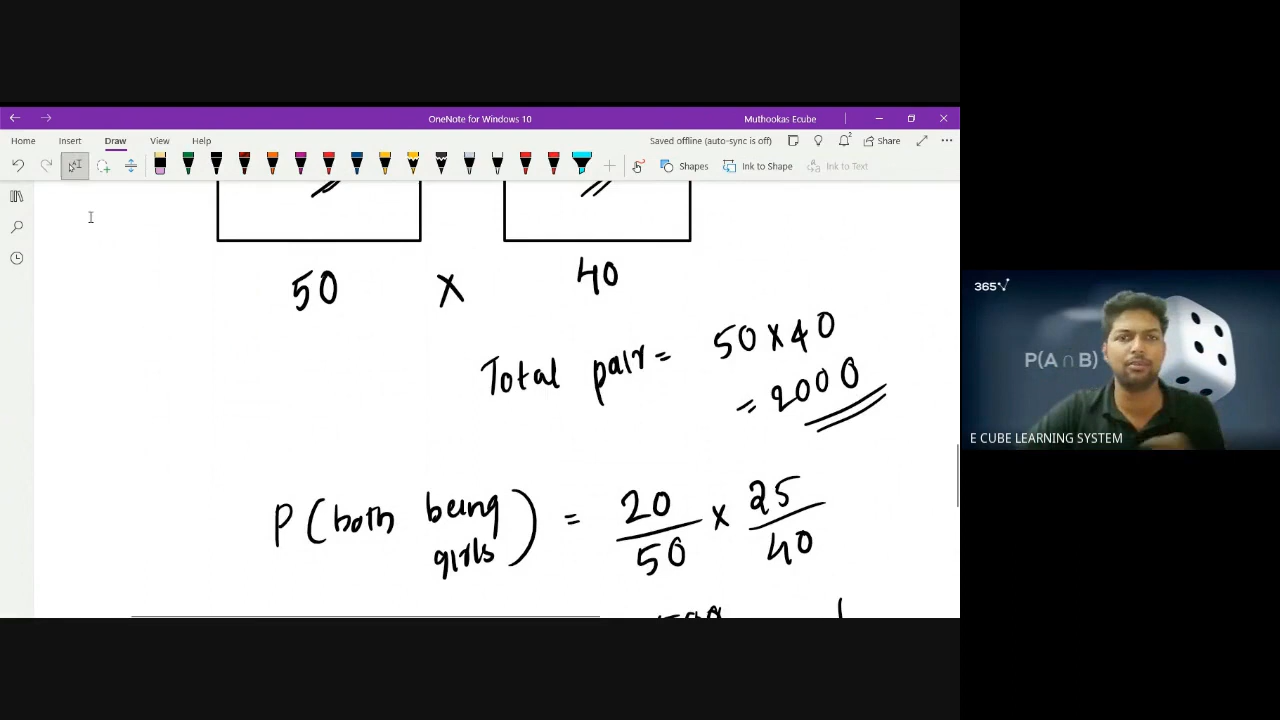 OneNote for Windows 10
Muthookas Ecube
Home Insert Draw View Help
Saved offline (auto-sync is off)
Share
Shapes
Ink to Shape
Ink to Text
50 X 40
Total pair = 50 X 40
= 2000
P(both being girls) = 20/50 X 25/40
365
P(A ∩ B)
E CUBE LEARNING SYSTEM